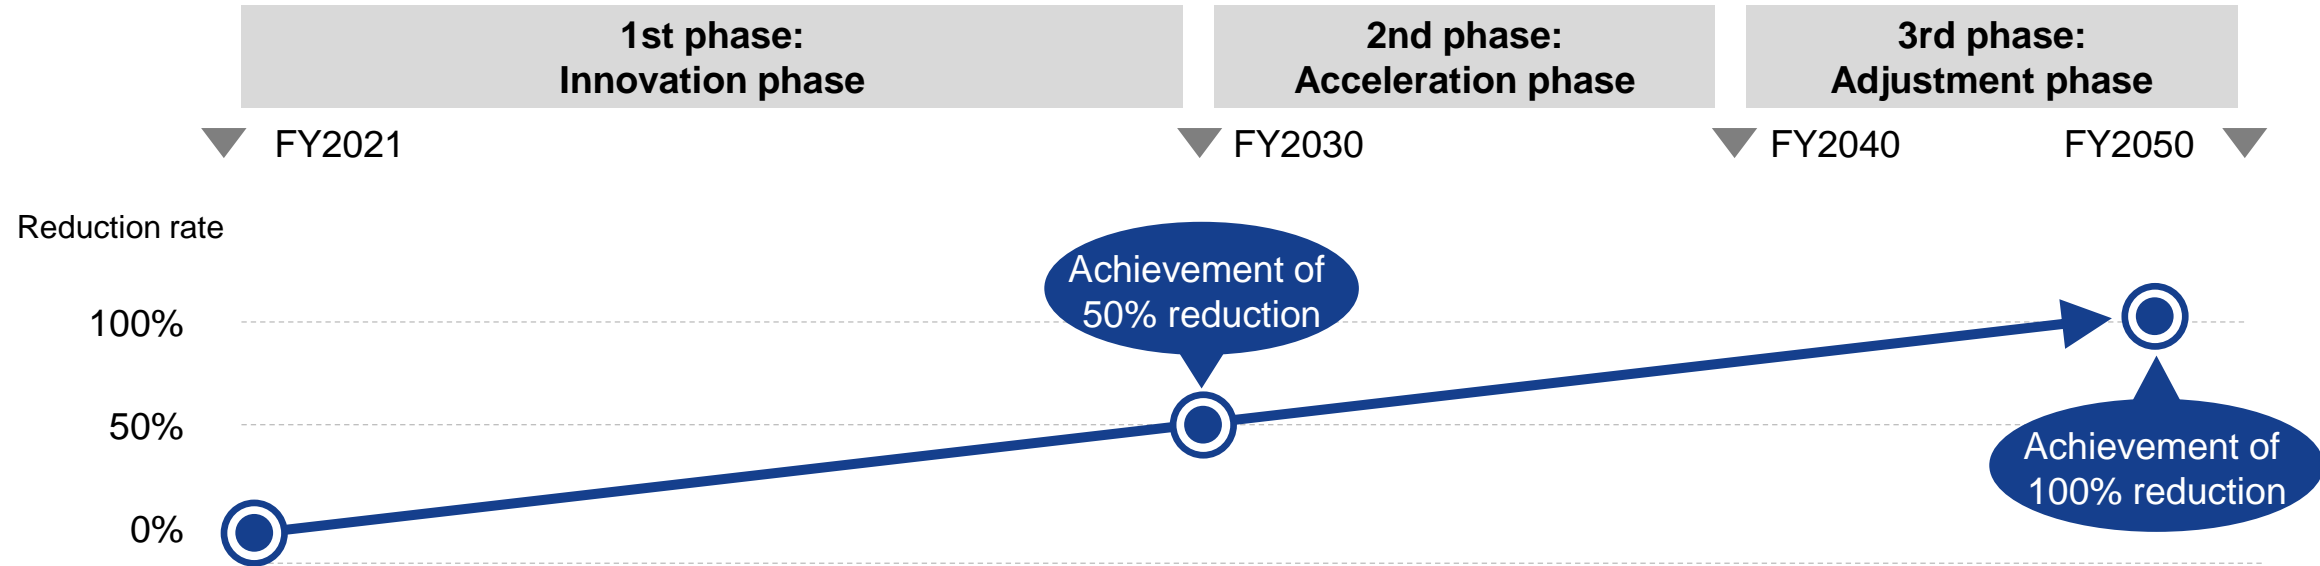 1st phase:
Innovation phase
2nd phase:
Acceleration phase
3rd phase:
Adjustment phase
FY2021
FY2030
FY2040
FY2050
Reduction rate
Achievement of
50% reduction
100%
50%
Achievement of
100% reduction
0%